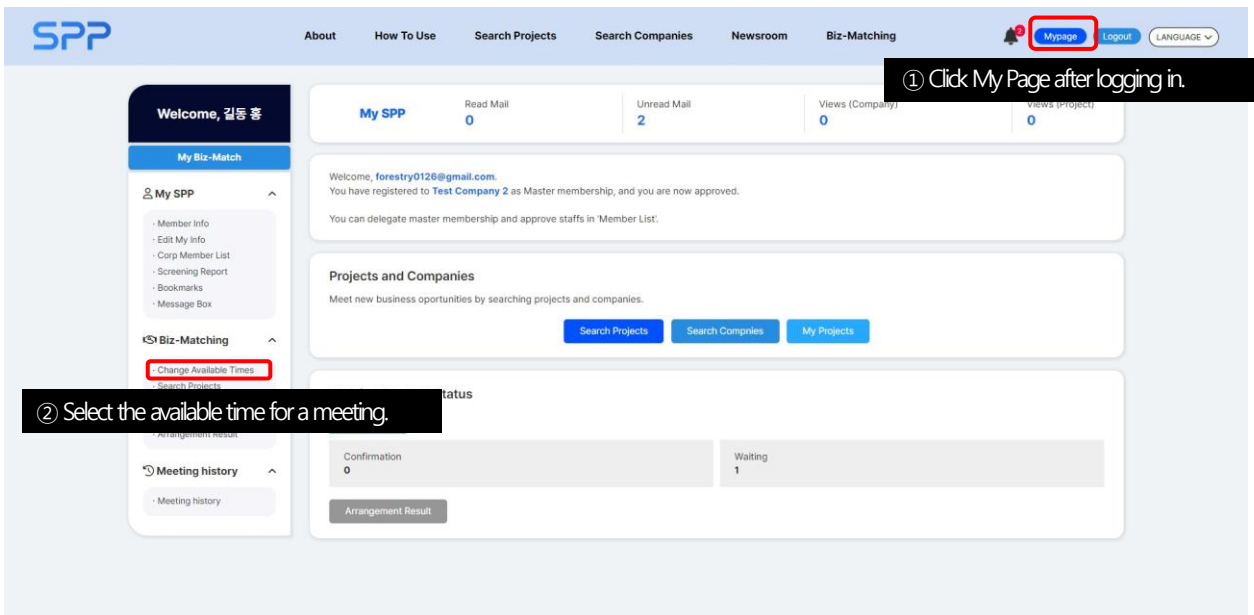 SPP
About How To Use Search Projects Search Companies Newsroom Biz-Matching
2
Mypage Logout LANGUAGE
① Click My Page after logging in.
Welcome, 길동 홍
My Biz-Match
My SPP
· Member Info
· Edit My Info
· Corp Member List
· Screening Report
· Bookmarks
· Message Box
Biz-Matching
· Change Available Times
· Search Projects
② Select the available time for a meeting.
· Arrangement Result
Meeting history
· Meeting history
My SPP
Read Mail
0
Unread Mail
2
Views (Company)
0
Views (Project)
0
Welcome, forestry0126@gmail.com.
You have registered to Test Company 2 as Master membership, and you are now approved.
You can delegate master membership and approve staffs in 'Member List'.
Projects and Companies
Meet new business oportunities by searching projects and companies.
Search Projects Search Compnies My Projects
tatus
Confirmation
0
Waiting
1
Arrangement Result